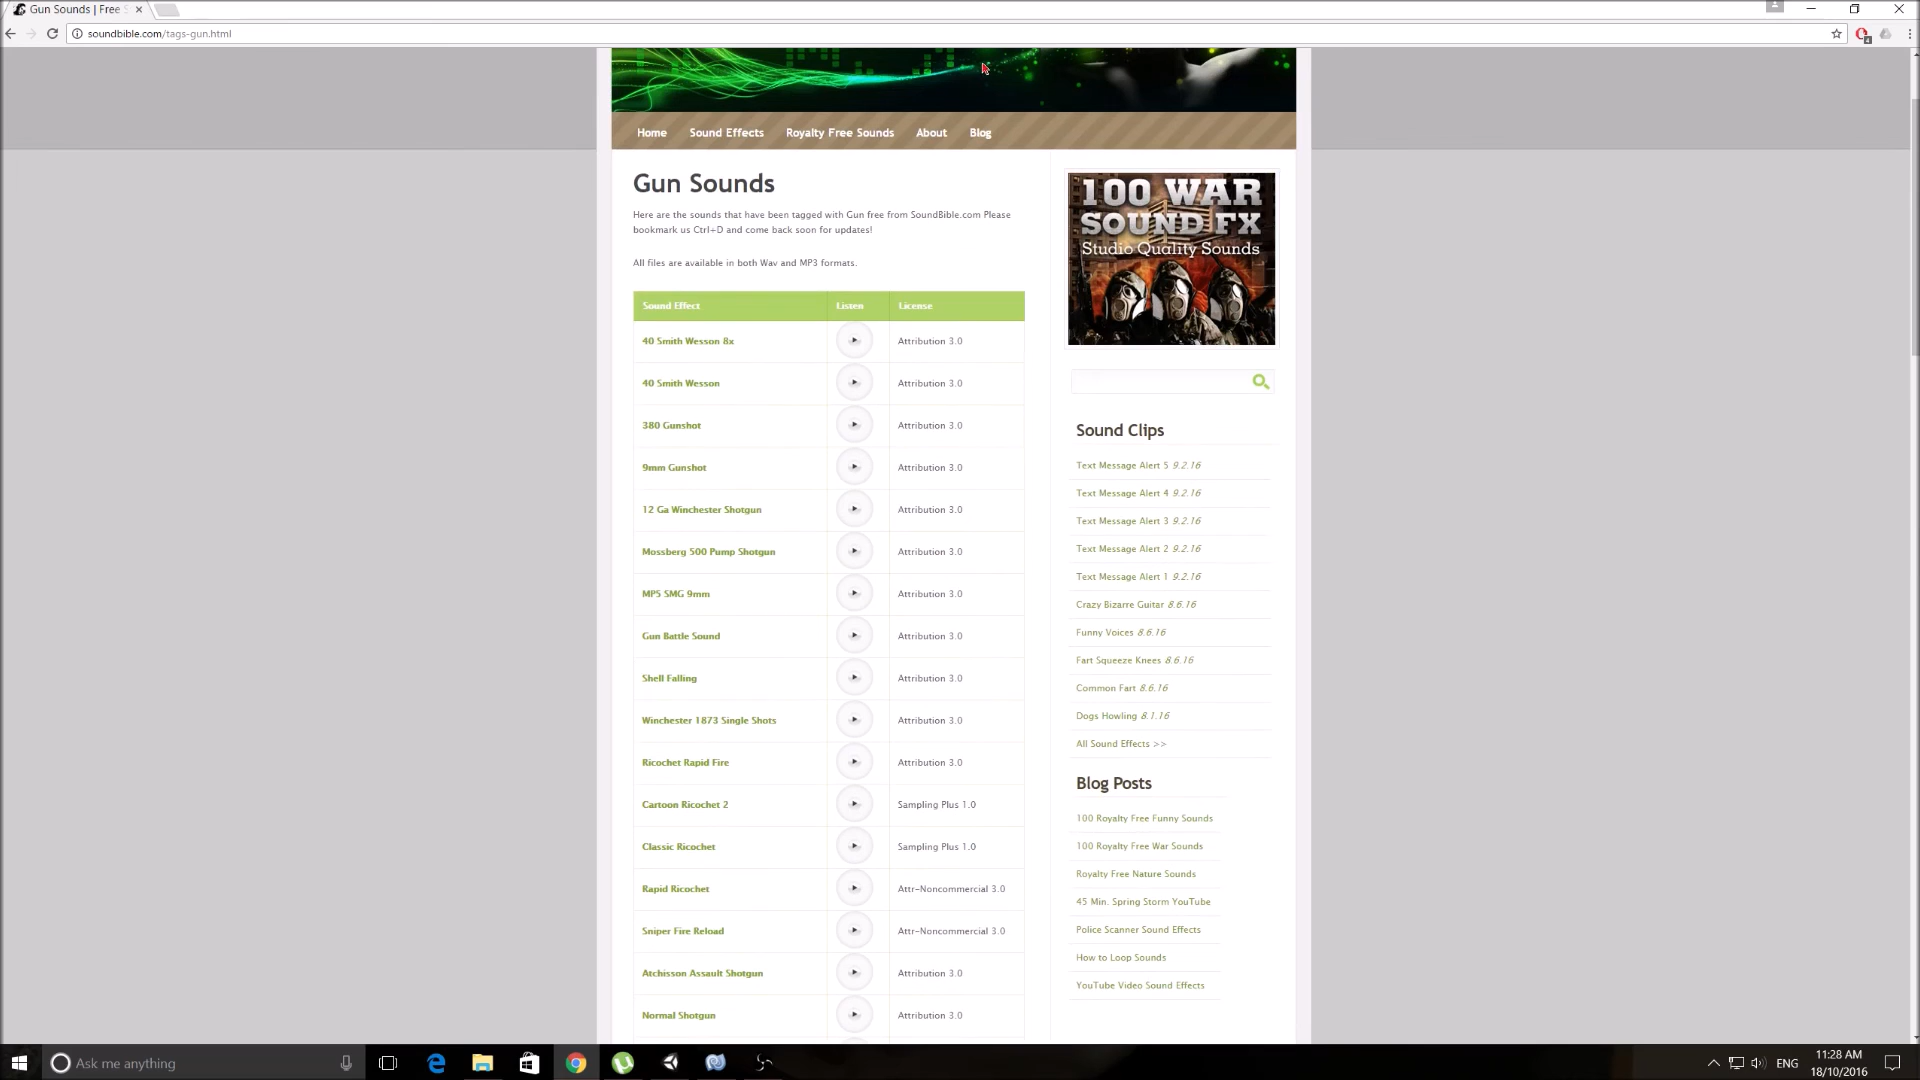 Gun Sounds | Free
soundbible.com/tags-gun.html
Home Sound Effects Royalty Free Sounds About Blog
Gun Sounds
Here are the sounds that have been tagged with Gun free from SoundBible.com Please
bookmark us Ctrl+D and come back soon for updates!
All files are available in both Wav and MP3 formats.
Sound Effect Listen License
40 Smith Wesson 8x Attribution 3.0
40 Smith Wesson Attribution 3.0
380 Gunshot Attribution 3.0
9mm Gunshot Attribution 3.0
12 Ga Winchester Shotgun Attribution 3.0
Mossberg 500 Pump Shotgun Attribution 3.0
MP5 SMG 9mm Attribution 3.0
Gun Battle Sound Attribution 3.0
Shell Falling Attribution 3.0
Winchester 1873 Single Shots Attribution 3.0
Ricochet Rapid Fire Attribution 3.0
Cartoon Ricochet 2 Sampling Plus 1.0
Classic Ricochet Sampling Plus 1.0
Rapid Ricochet Attr-Noncommercial 3.0
Sniper Fire Reload Attr-Noncommercial 3.0
Atchisson Assault Shotgun Attribution 3.0
Normal Shotgun Attribution 3.0
100 WAR
SOUND FX
Studio Quality Sounds
Sound Clips
Text Message Alert 5 9.2.16
Text Message Alert 4 9.2.16
Text Message Alert 3 9.2.16
Text Message Alert 2 9.2.16
Text Message Alert 1 9.2.16
Crazy Bizarre Guitar 8.6.16
Funny Voices 8.6.16
Fart Squeeze Knees 8.6.16
Common Fart 8.6.16
Dogs Howling 8.1.16
All Sound Effects >>
Blog Posts
100 Royalty Free Funny Sounds
100 Royalty Free War Sounds
Royalty Free Nature Sounds
45 Min. Spring Storm YouTube
Police Scanner Sound Effects
How to Loop Sounds
YouTube Video Sound Effects
Ask me anything
ENG
11:28 AM
18/10/2016